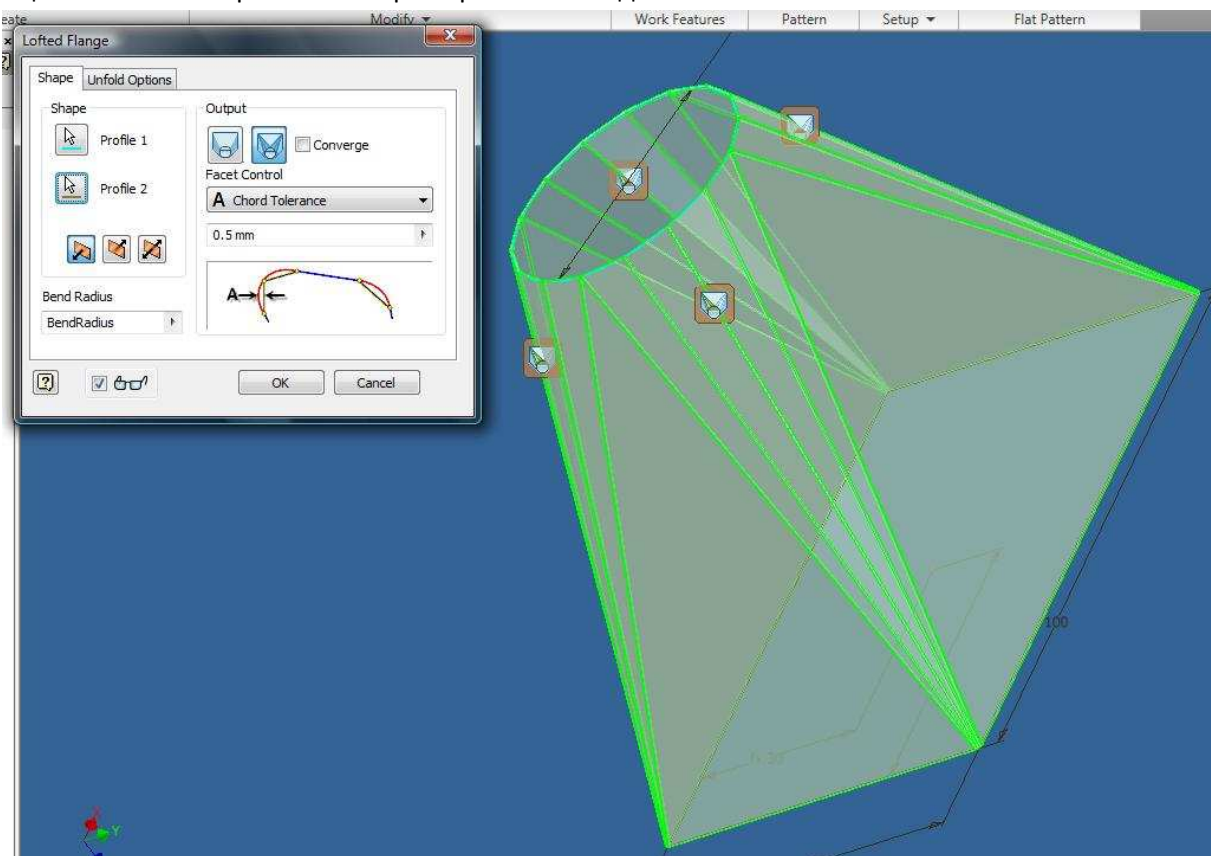 Modify
Work Features
Pattern
Setup
Flat Pattern
Lofted Flange
Shape
Unfold Options
Shape
Profile 1
Profile 2
Bend Radius
BendRadius
Output
Converge
Facet Control
A Chord Tolerance
0.5 mm
A
OK
Cancel
100
Y